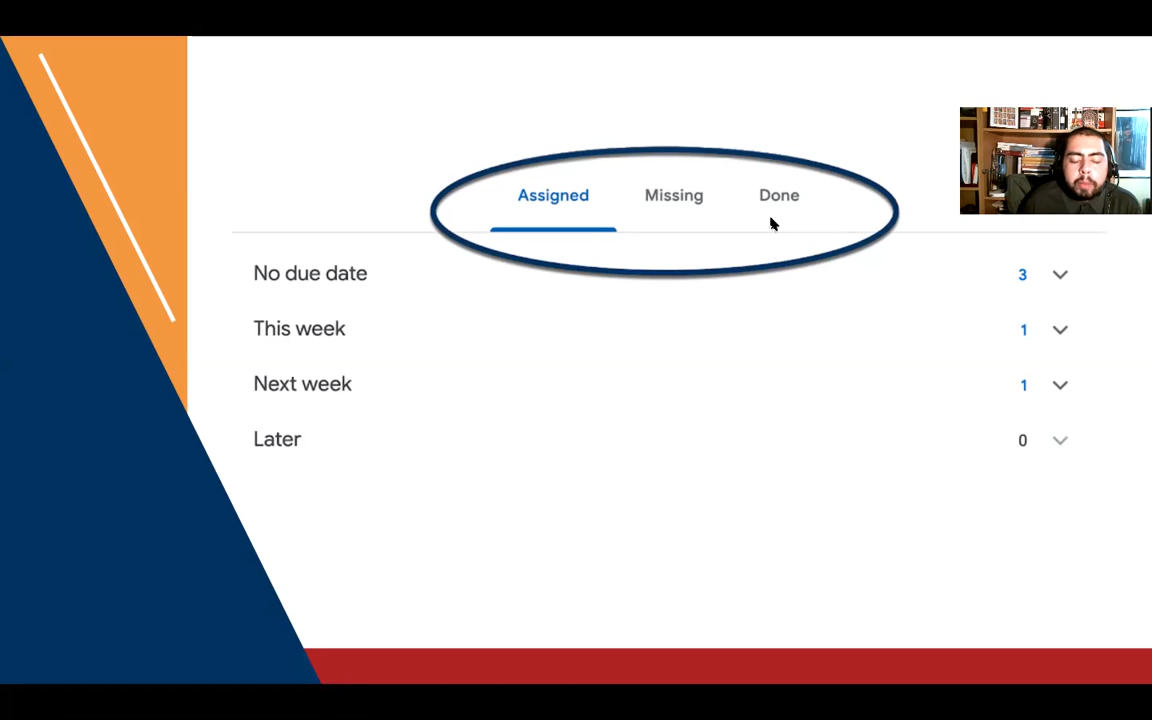 Assigned Missing Done
No due date 3
This week 1
Next week 1
Later 0